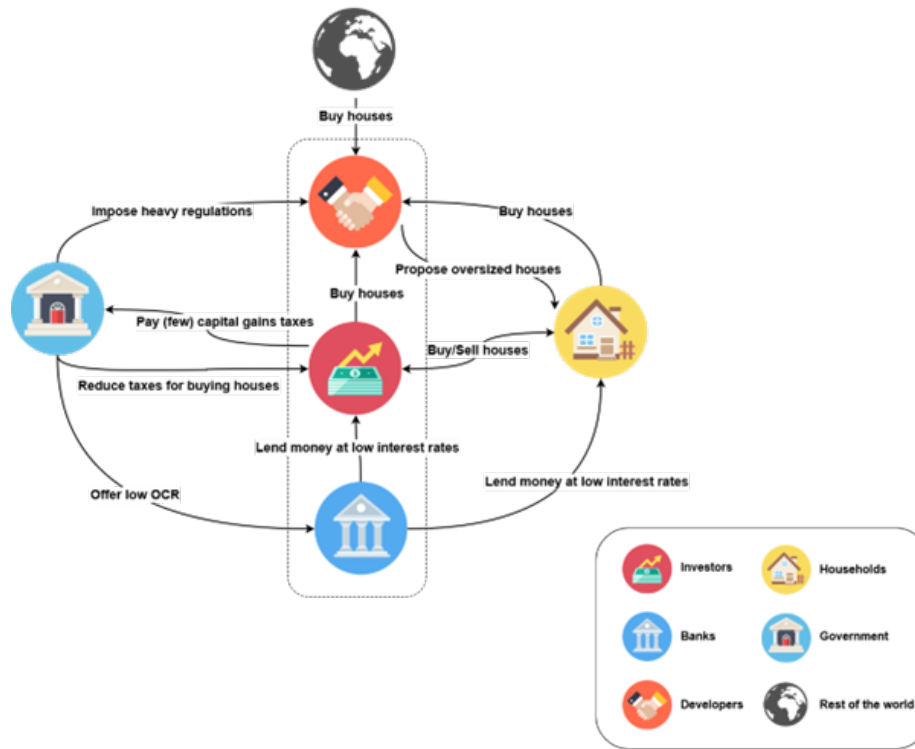 Buy houses
Impose heavy regulations
Buy houses
Propose oversized houses
Buy houses
Pay (few) capital gains taxes
Buy/Sell houses
Reduce taxes for buying houses
Lend money at low interest rates
Lend money at low interest rates
Offer low OCR
Investors
Households
Banks
Government
Developers
Rest of the world